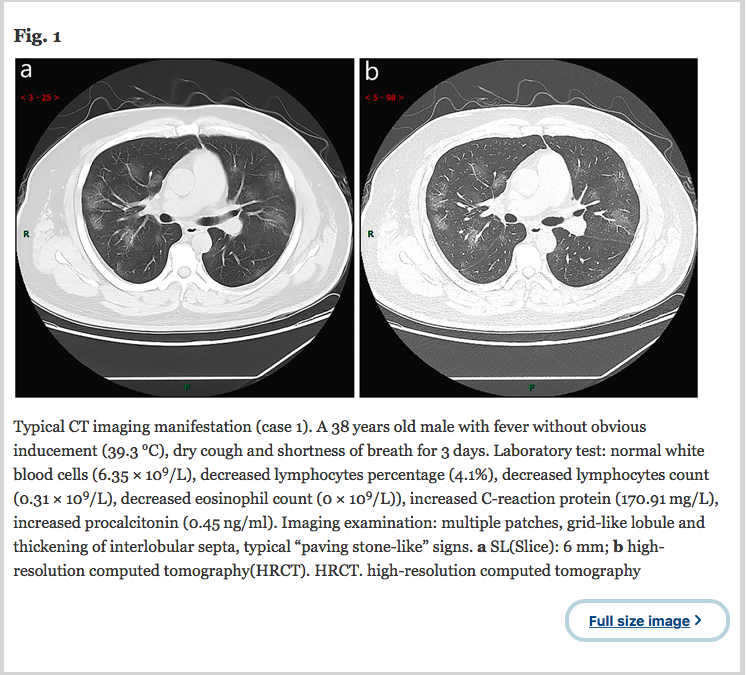 Fig. 1
a
b
< 3 - 25 >
< 5 - 98 >
R
R
P
P
Typical CT imaging manifestation (case 1). A 38 years old male with fever without obvious
inducement (39.3 ⁰C), dry cough and shortness of breath for 3 days. Laboratory test: normal white
blood cells (6.35 × 10⁹/L), decreased lymphocytes percentage (4.1%), decreased lymphocytes count
(0.31 × 10⁹/L), decreased eosinophil count (0 × 10⁹/L)), increased C-reaction protein (170.91 mg/L),
increased procalcitonin (0.45 ng/ml). Imaging examination: multiple patches, grid-like lobule and
thickening of interlobular septa, typical “paving stone-like” signs. a SL(Slice): 6 mm; b high-
resolution computed tomography(HRCT). HRCT. high-resolution computed tomography
Full size image >